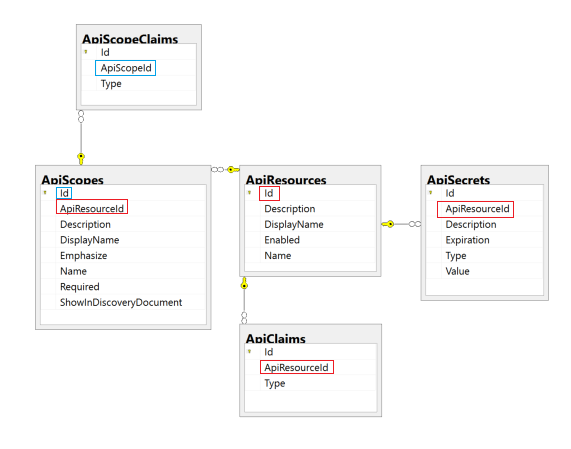 ApiScopeClaims
Id
ApiScopeId
Type
ApiScopes
Id
ApiResourceId
Description
DisplayName
Emphasize
Name
Required
ShowInDiscoveryDocument
ApiResources
Id
Description
DisplayName
Enabled
Name
ApiSecrets
Id
ApiResourceId
Description
Expiration
Type
Value
ApiClaims
Id
ApiResourceId
Type